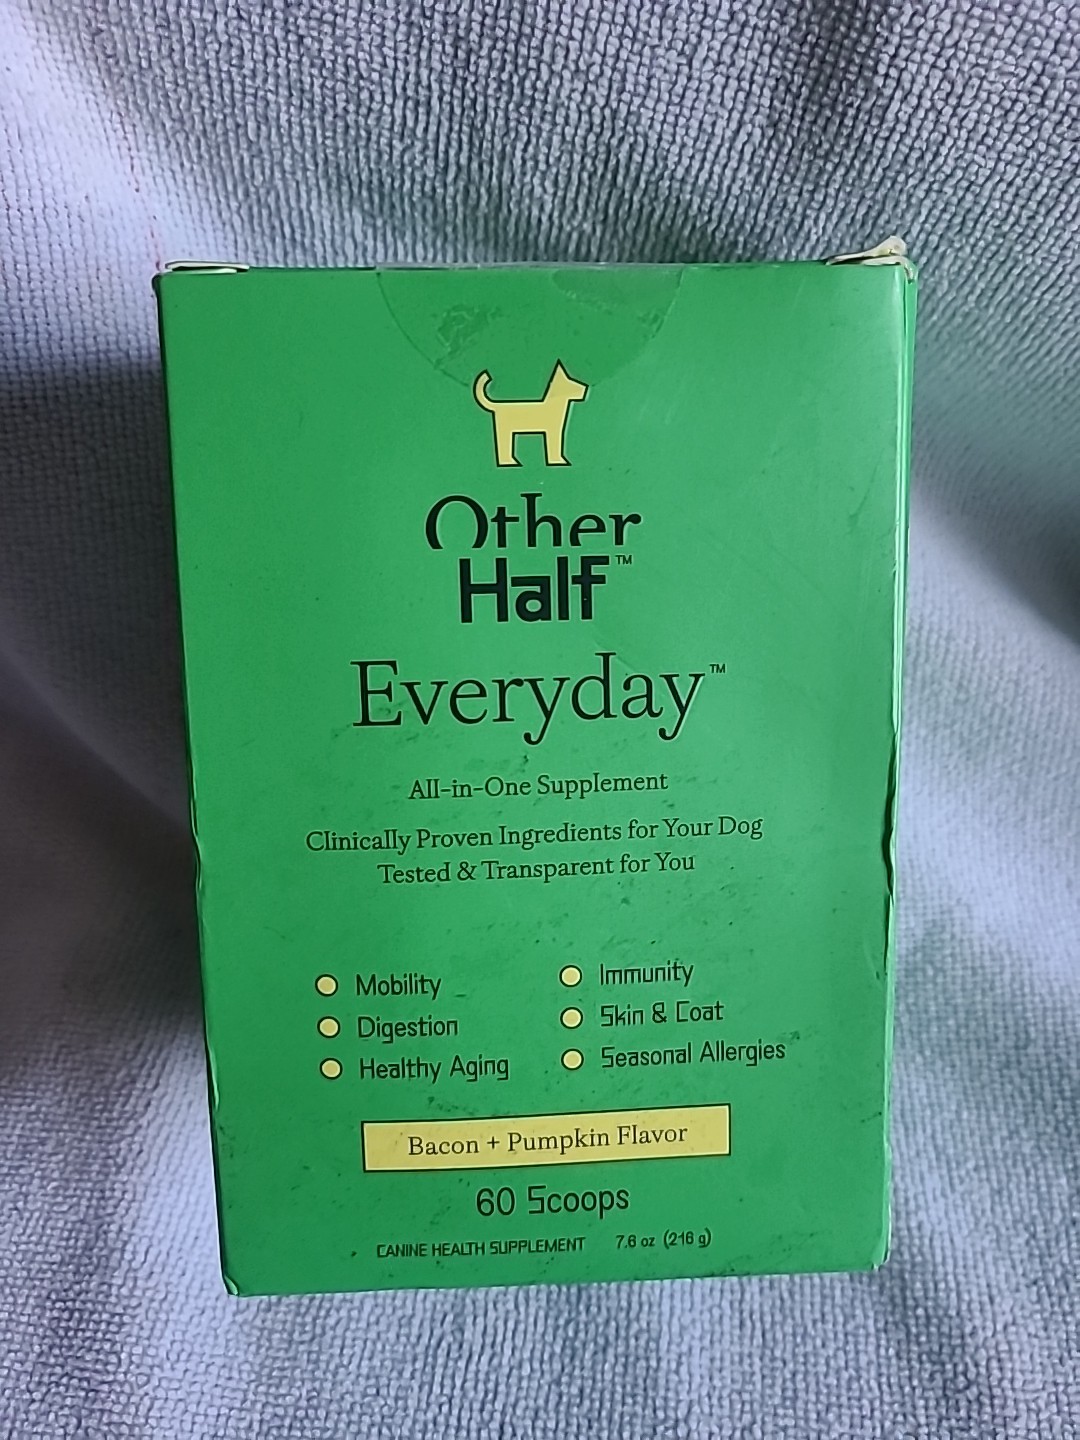 Other
Half™
Everyday™
All-in-One Supplement
Clinically Proven Ingredients for Your Dog
Tested & Transparent for You
Mobility
Digestion
Healthy Aging
Immunity
Skin & Coat
Seasonal Allergies
Bacon + Pumpkin Flavor
60 Scoops
CANINE HEALTH SUPPLEMENT 7.6 oz (216 g)